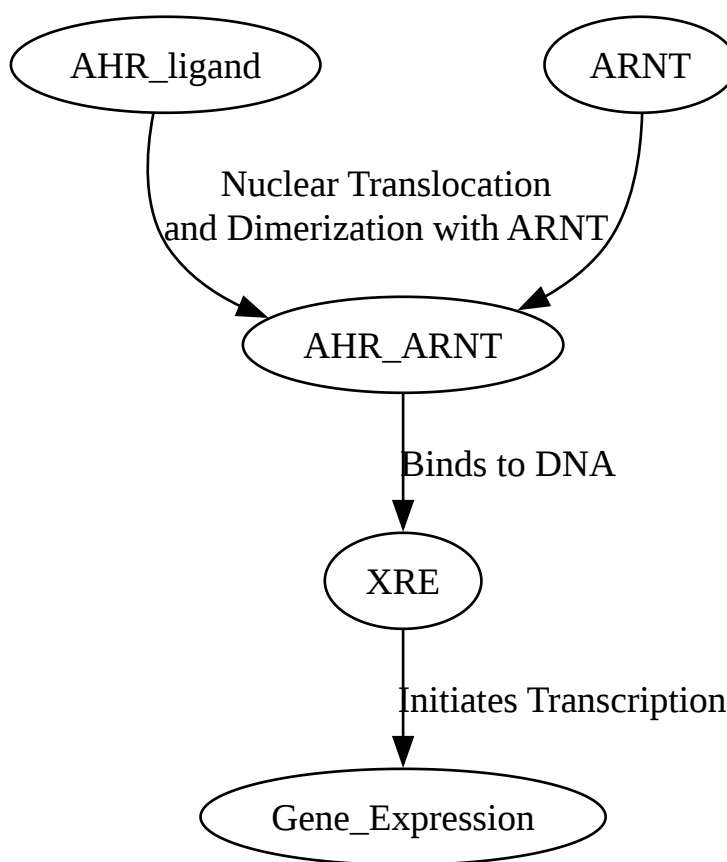 AHR_ligand
ARNT
Nuclear Translocation
and Dimerization with ARNT
AHR_ARNT
Binds to DNA
XRE
Initiates Transcription
Gene_Expression